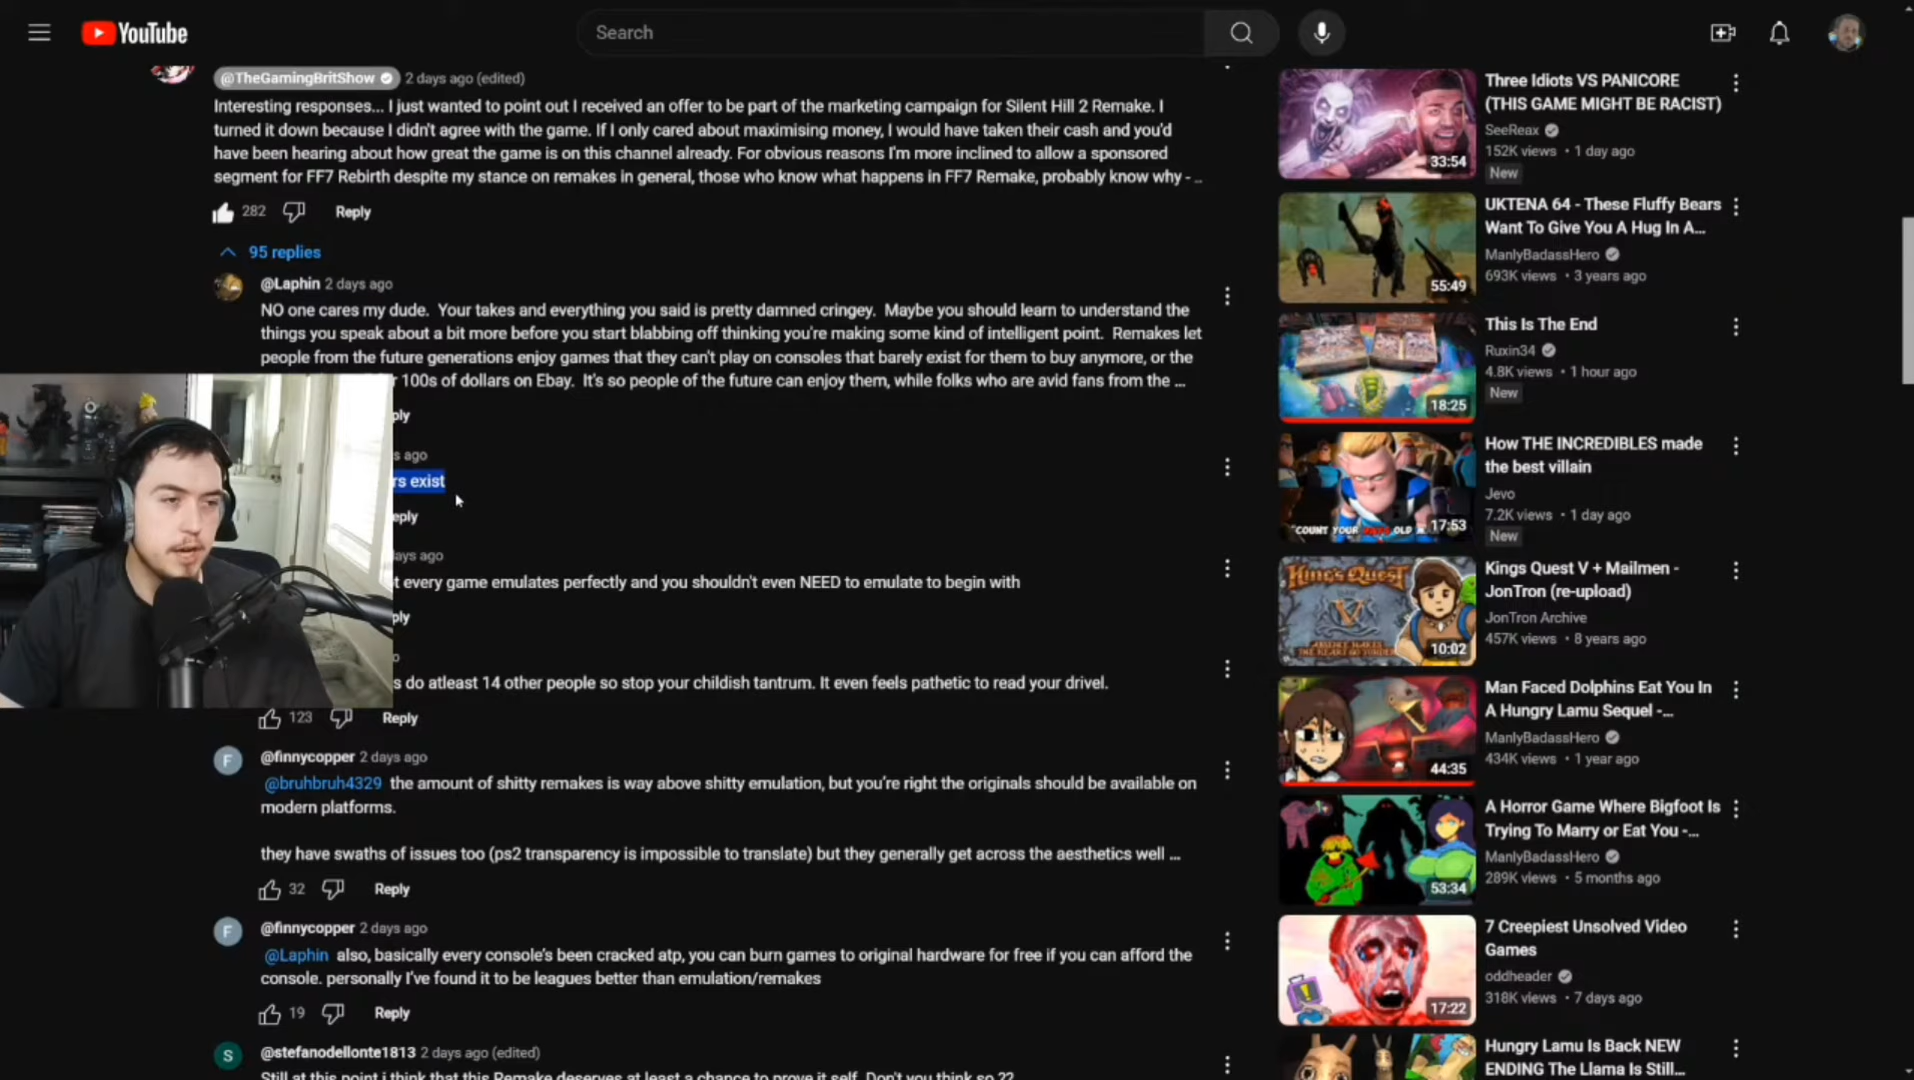 YouTube
Search
@TheGamingBritShow 2 days ago (edited)
Interesting responses... I just wanted to point out I received an offer to be part of the marketing campaign for Silent Hill 2 Remake. I
turned it down because I didn't agree with the game. If I only cared about maximising money, I would have taken their cash and you'd
have been hearing about how great the game is on this channel already. For obvious reasons I'm more inclined to allow a sponsored
segment for FF7 Rebirth despite my stance on remakes in general, those who know what happens in FF7 Remake, probably know why - ..
282 Reply
95 replies
@Laphin 2 days ago
NO one cares my dude. Your takes and everything you said is pretty damned cringey. Maybe you should learn to understand the
things you speak about a bit more before you start blabbing off thinking you're making some kind of intelligent point. Remakes let
people from the future generations enjoy games that they can't play on consoles that barely exist for them to buy anymore, or the
r 100s of dollars on Ebay. It's so people of the future can enjoy them, while folks who are avid fans from the ...
ply
s ago
rs exist
eply
days ago
t every game emulates perfectly and you shouldn't even NEED to emulate to begin with
ply
o
s do atleast 14 other people so stop your childish tantrum. It even feels pathetic to read your drivel.
123 Reply
F @finnycopper 2 days ago
@bruhbruh4329 the amount of shitty remakes is way above shitty emulation, but you're right the originals should be available on
modern platforms.
they have swaths of issues too (ps2 transparency is impossible to translate) but they generally get across the aesthetics well ...
32 Reply
F @finnycopper 2 days ago
@Laphin also, basically every console's been cracked atp, you can burn games to original hardware for free if you can afford the
console. personally I've found it to be leagues better than emulation/remakes
19 Reply
S @stefanodellonte1813 2 days ago (edited)
Still at this point i think that this Remake deserves at least a chance to prove it self. Don't you think so ??
33:54
Three Idiots VS PANICORE
(THIS GAME MIGHT BE RACIST)
SeeReax
152K views • 1 day ago
New
55:49
UKTENA 64 - These Fluffy Bears
Want To Give You A Hug In A...
ManlyBadassHero
693K views • 3 years ago
18:25
This Is The End
Ruxin34
4.8K views • 1 hour ago
New
"COUNT YOUR OLD
17:53
How THE INCREDIBLES made
the best villain
Jevo
7.2K views • 1 day ago
New
KING'S QUEST
V
10:02
Kings Quest V + Mailmen -
JonTron (re-upload)
JonTron Archive
457K views • 8 years ago
44:35
Man Faced Dolphins Eat You In
A Hungry Lamu Sequel -...
ManlyBadassHero
434K views • 1 year ago
53:34
A Horror Game Where Bigfoot Is
Trying To Marry or Eat You -...
ManlyBadassHero
289K views • 5 months ago
17:22
7 Creepiest Unsolved Video
Games
oddheader
318K views • 7 days ago
Hungry Lamu Is Back NEW
ENDING The Llama Is Still...